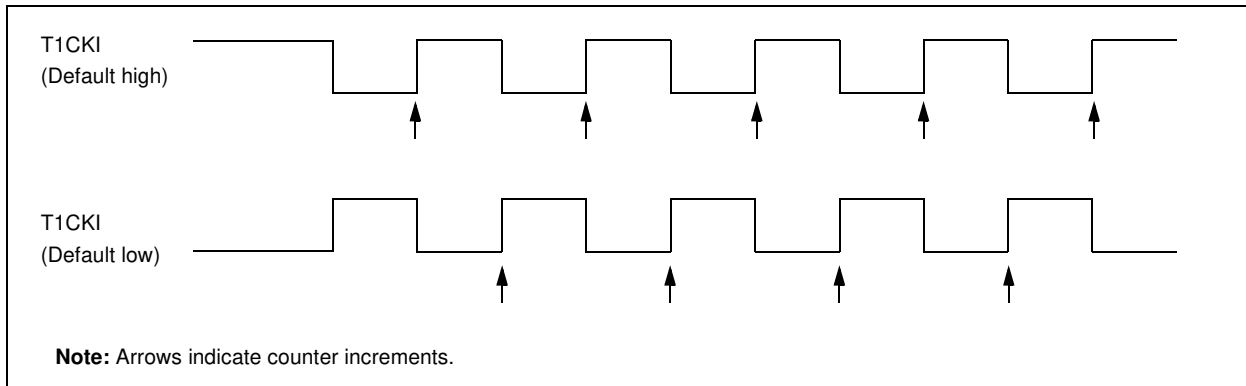 T1CKI
(Default high)
T1CKI
(Default low)
Note: Arrows indicate counter increments.